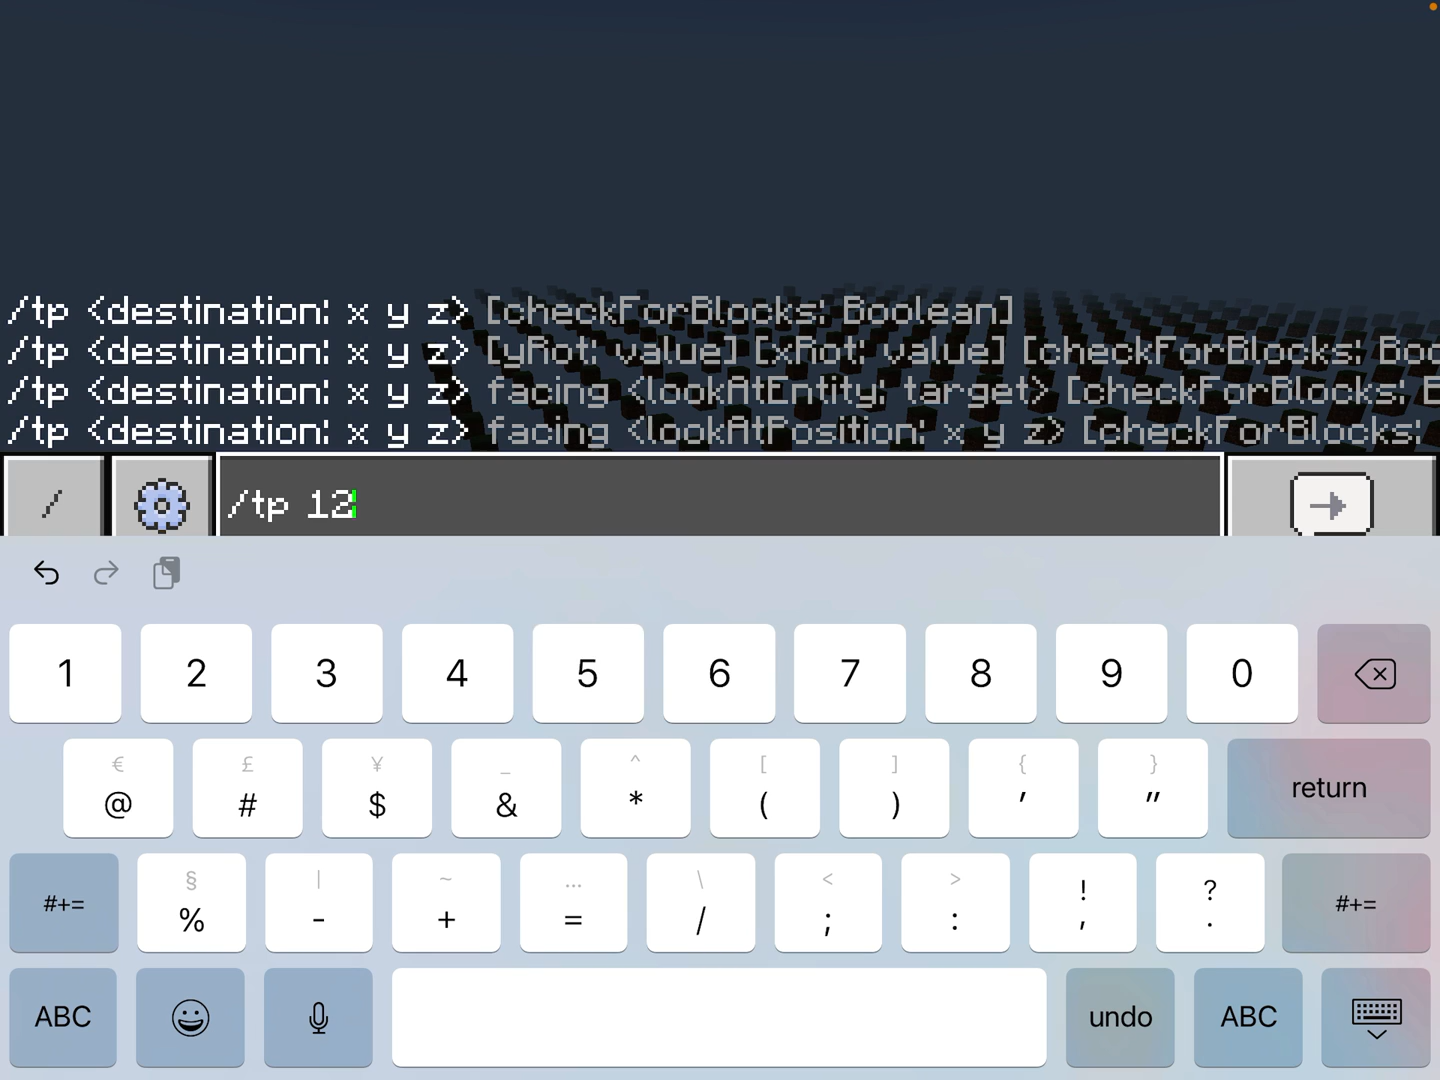 /tp <destination: x y z> [checkForBlocks: Boolean]
/tp <destination: x y z> [yRot: value] [xRot: value] [checkForBlocks: Boo
/tp <destination: x y z> facing <lookAtEntity: target> [checkForBlocks: B
/tp <destination: x y z> facing <lookAtPosition: x y z> [checkForBlocks:
/ /tp 12
1 2 3 4 5 6 7 8 9 0
€ £ ¥ _ ^ [ ] { }
@ # $ & * ( ) ' " return
§ | ~ … \ < > ! ?
#+= % - + = / ; : , . #+=
ABC undo ABC